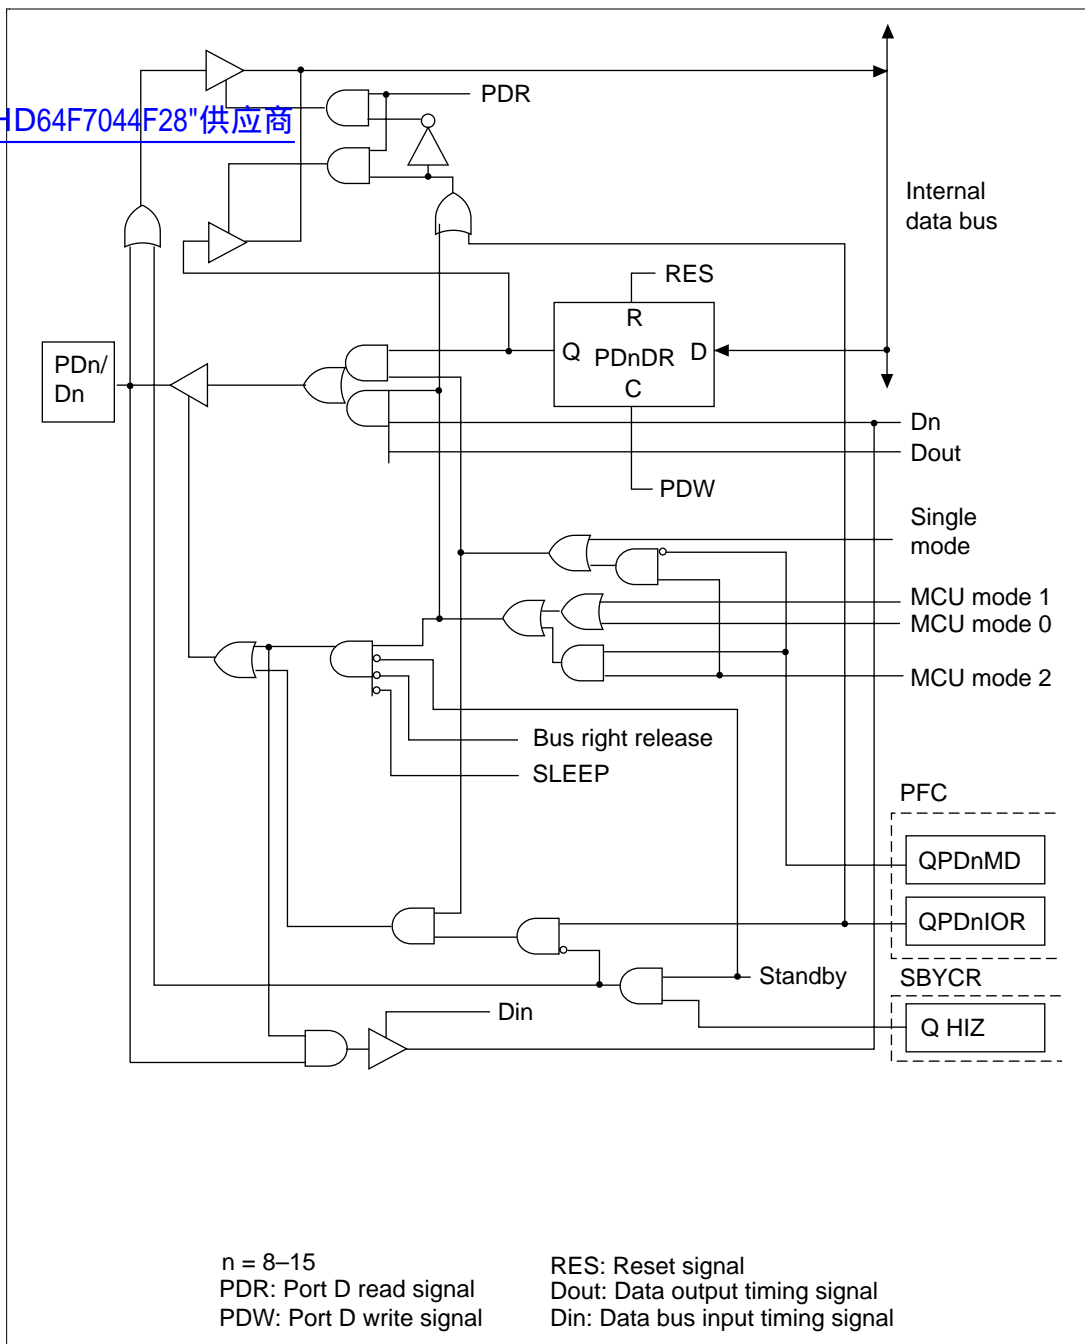 PDR
HD64F7044F28"供应商
Internal
data bus
RES
R
Q PDnDR D
C
PDn/
Dn
Dn
Dout
PDW
Single
mode
MCU mode 1
MCU mode 0
MCU mode 2
Bus right release
SLEEP
PFC
QPDnMD
QPDnIOR
Standby
SBYCR
Din
Q HIZ
n = 8–15
PDR: Port D read signal
PDW: Port D write signal
RES: Reset signal
Dout: Data output timing signal
Din: Data bus input timing signal